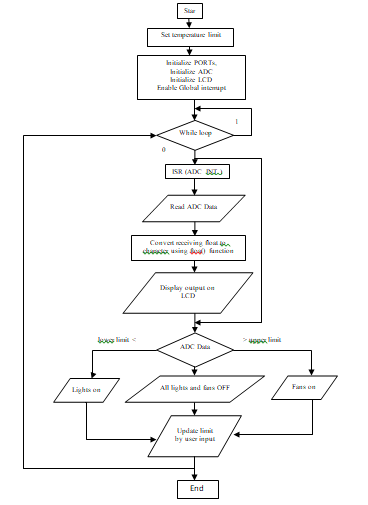 Star
Set temperature limit
Initialize PORTs,
Initialize ADC
Initialize LCD
Enable Global interrupt
1
While loop
0
ISR (ADC_INT_)
Read ADC Data
Convert receiving float to
character using float() function
Display output on
LCD
lower limit <
> upper limit
ADC Data
Lights on
All lights and fans OFF
Fans on
Update limit
by user input
End